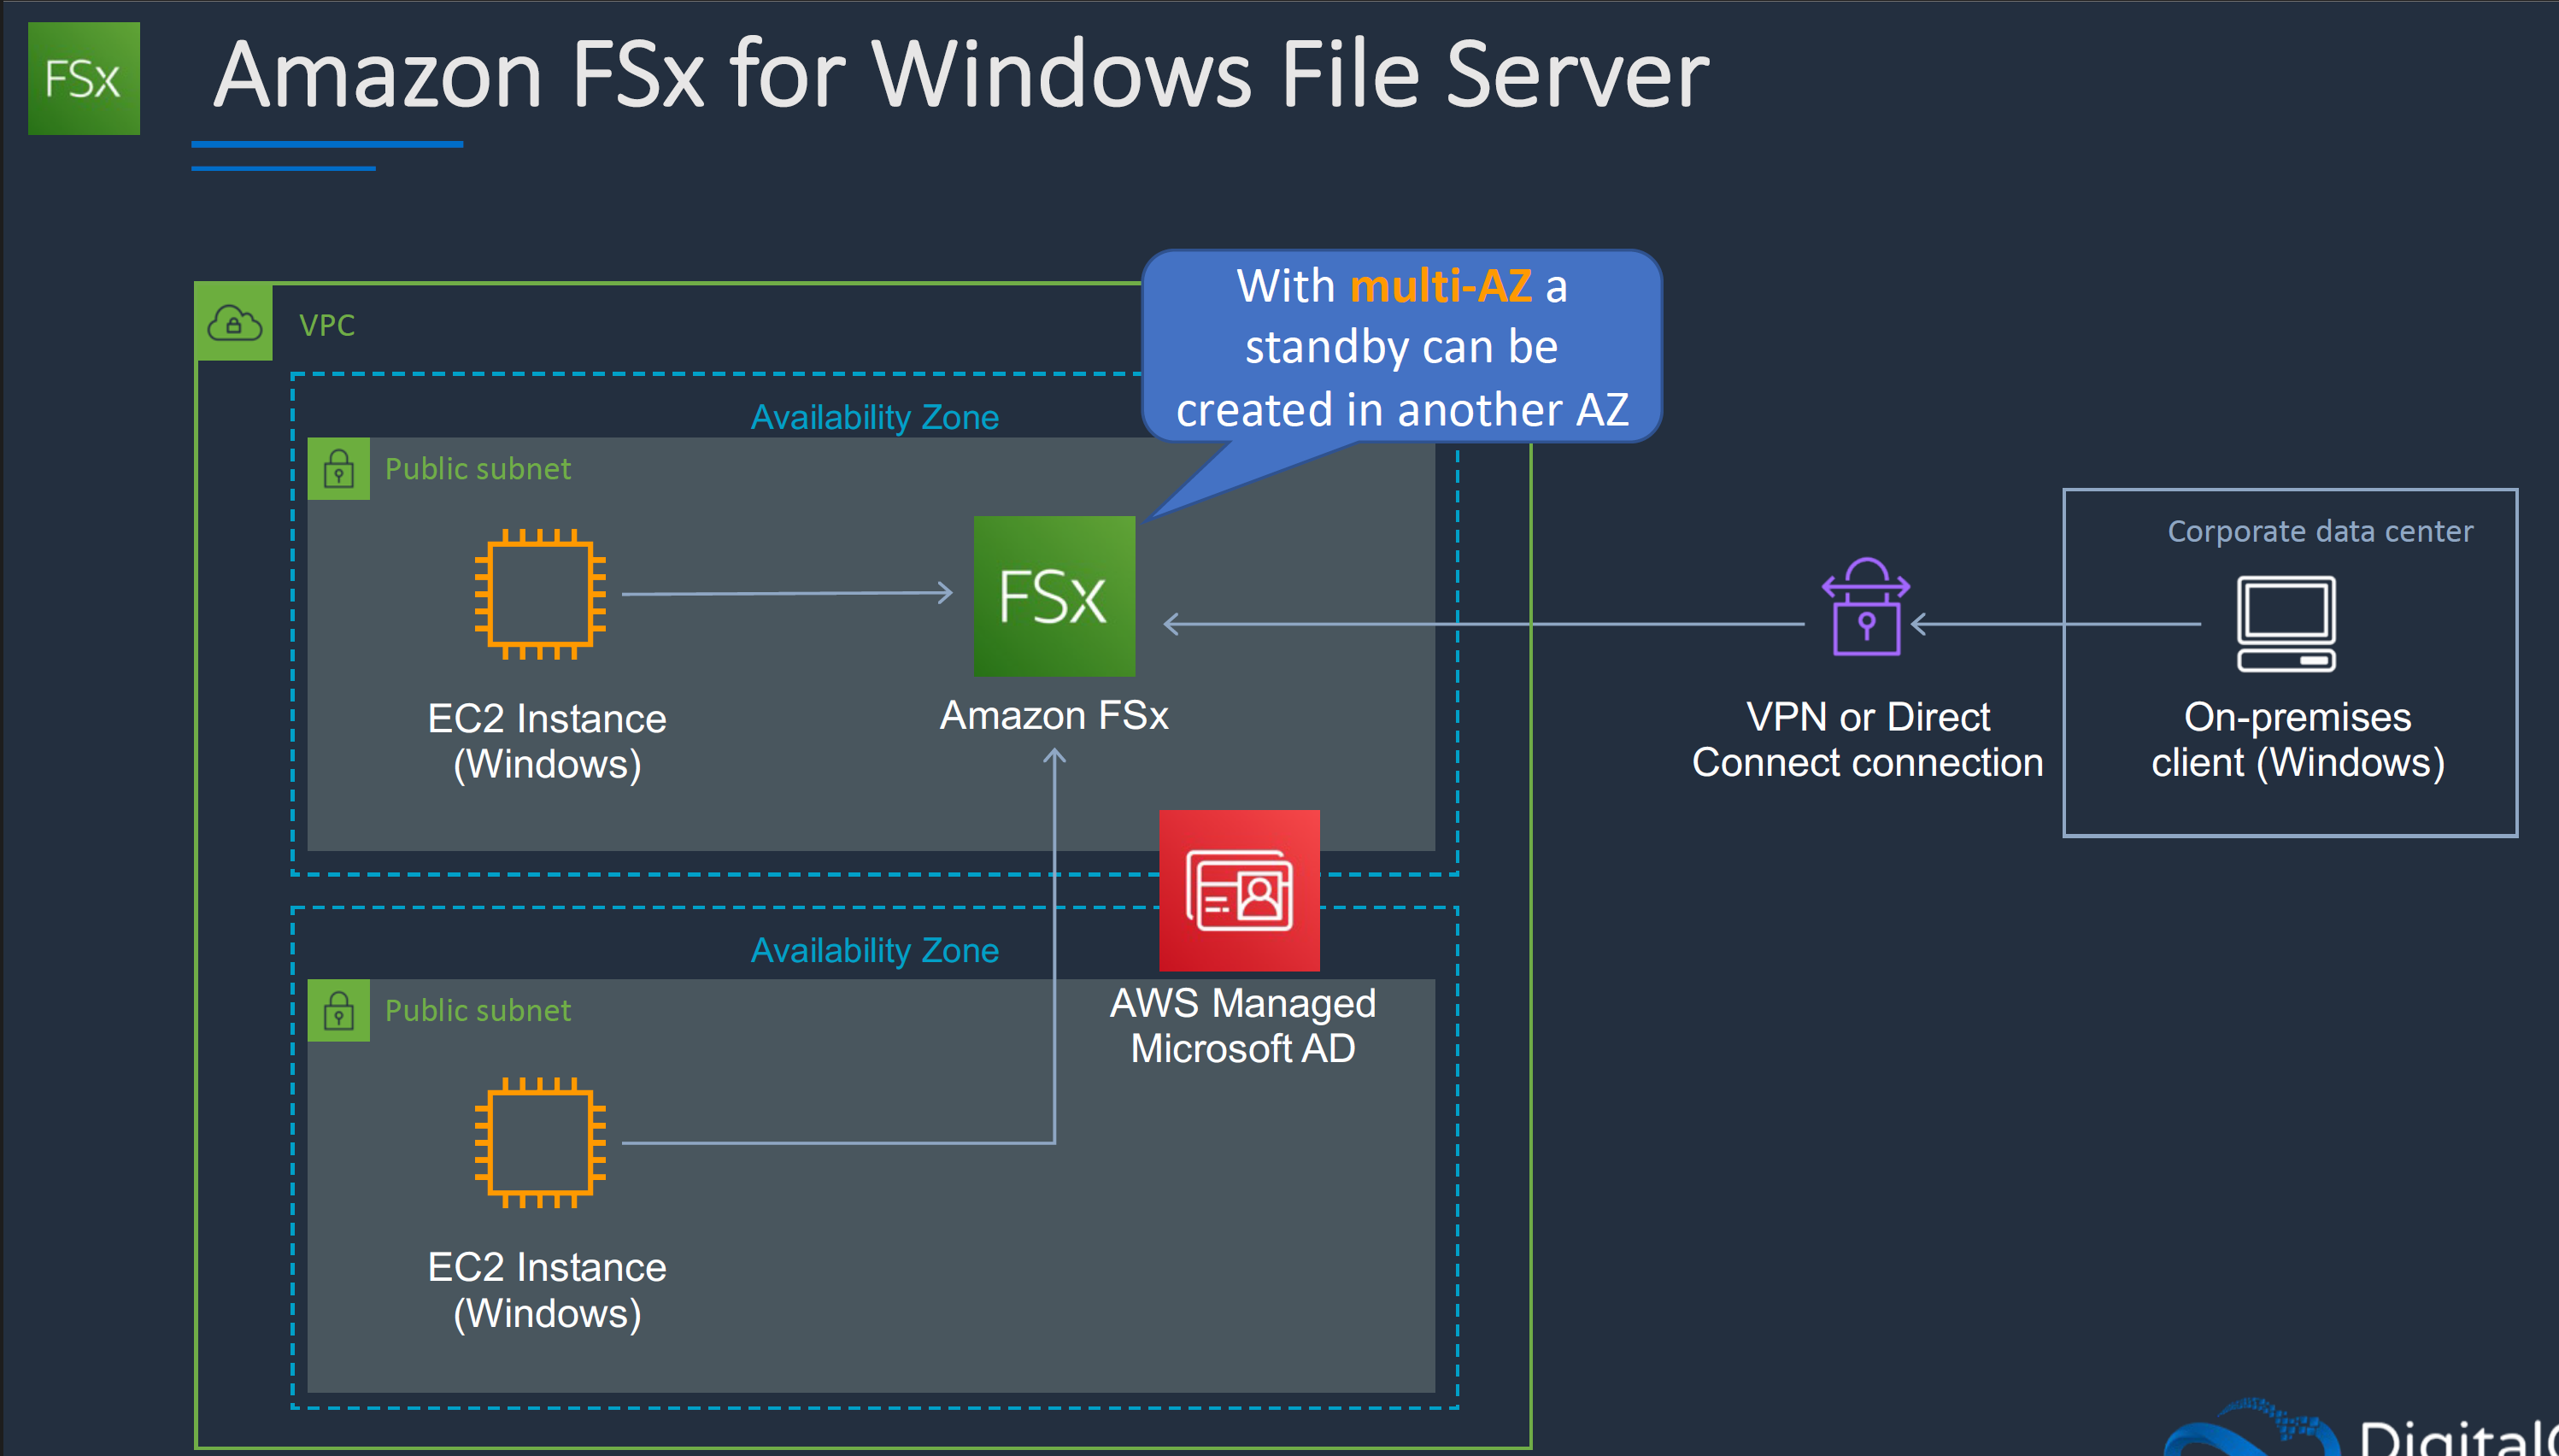 FSx
Amazon FSx for Windows File Server
With multi-AZ a
standby can be
created in another AZ
VPC
Availability Zone
Public subnet
FSx
EC2 Instance
(Windows)
Amazon FSx
VPN or Direct
Connect connection
Corporate data center
On-premises
client (Windows)
Availability Zone
Public subnet
AWS Managed
Microsoft AD
EC2 Instance
(Windows)